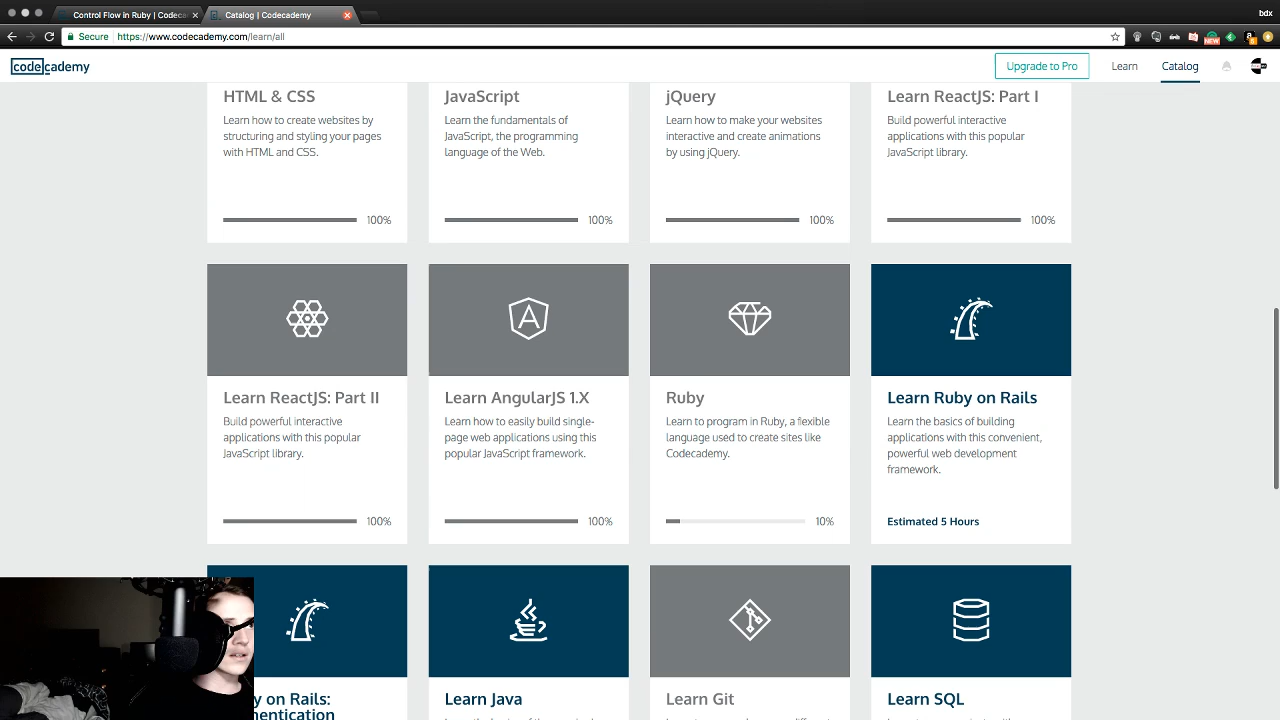 Control Flow in Ruby | Codec
Catalog | Codecademy
bdx
Secure
https://www.codecademy.com/learn/all
NEW
codecademy
Upgrade to Pro
Learn
Catalog
HTML & CSS
Learn how to create websites by
structuring and styling your pages
with HTML and CSS.
100%
JavaScript
Learn the fundamentals of
JavaScript, the programming
language of the Web.
100%
jQuery
Learn how to make your websites
interactive and create animations
by using jQuery.
100%
Learn ReactJS: Part I
Build powerful interactive
applications with this popular
JavaScript library.
100%
Learn ReactJS: Part II
Build powerful interactive
applications with this popular
JavaScript library.
100%
A
Learn AngularJS 1.X
Learn how to easily build single-
page web applications using this
popular JavaScript framework.
100%
Ruby
Learn to program in Ruby, a flexible
language used to create sites like
Codecademy.
10%
Learn Ruby on Rails
Learn the basics of building
applications with this convenient,
powerful web development
framework.
Estimated 5 Hours
y on Rails:
hentication
Learn Java
Learn Git
Learn SQL